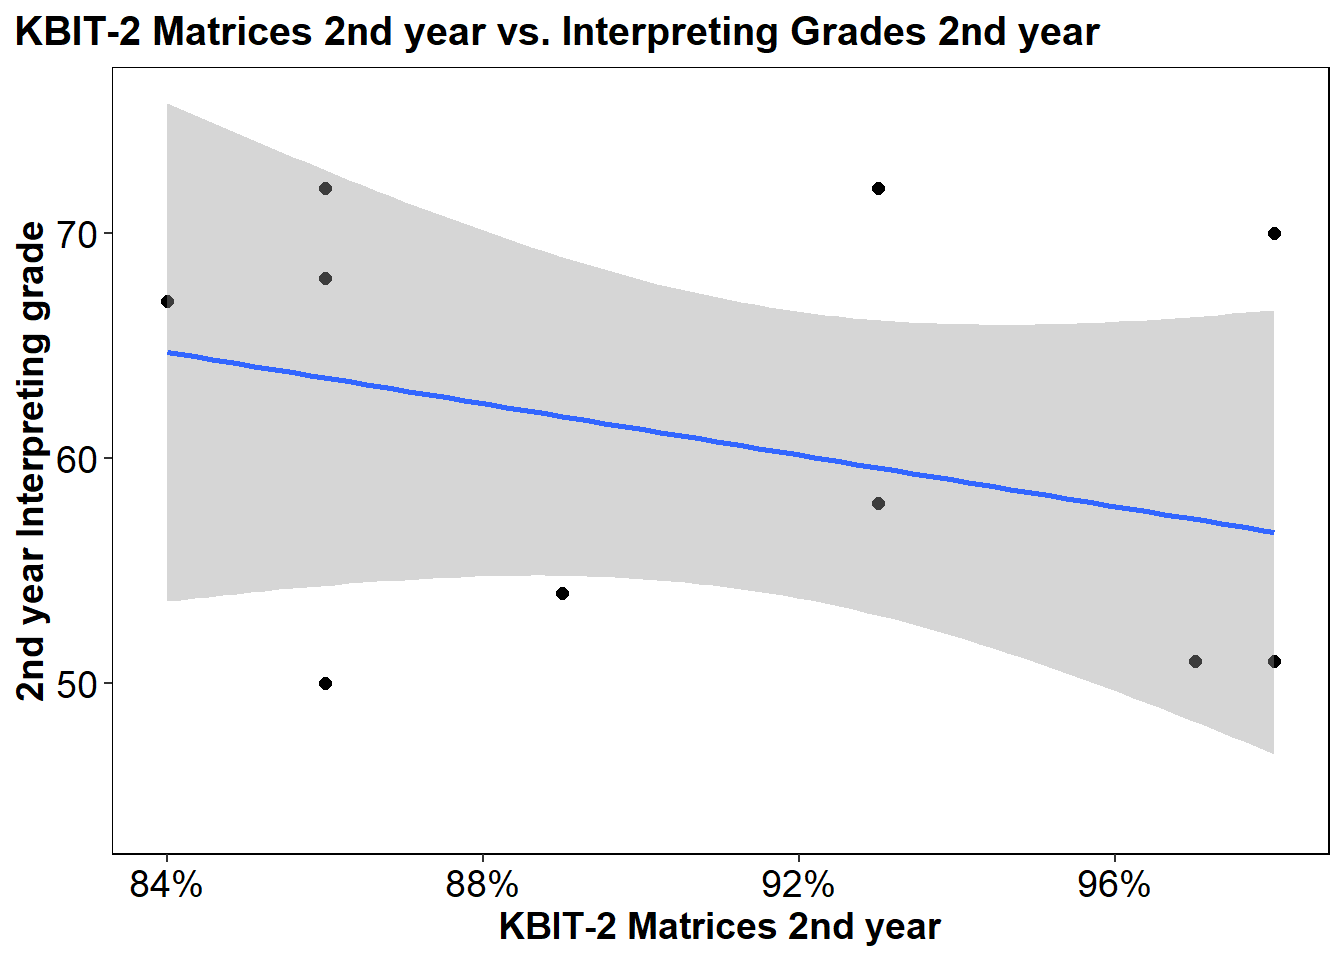 KBIT-2 Matrices 2nd year vs. Interpreting Grades 2nd year
2nd year Interpreting grade
70
60
50
84%
88%
92%
96%
KBIT-2 Matrices 2nd year